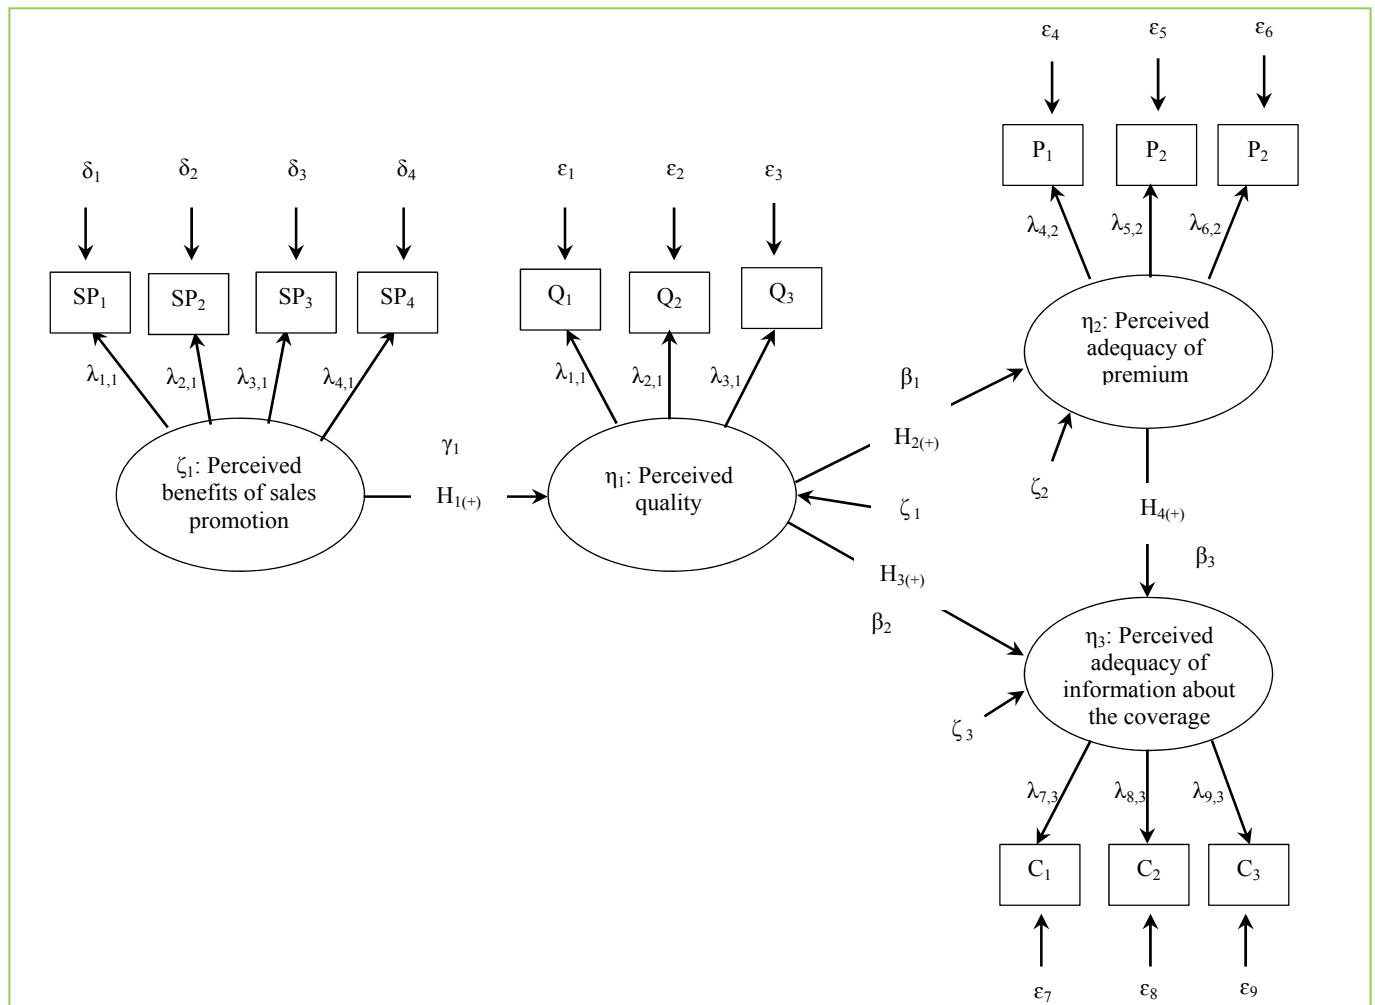 ε₄ ε₅ ε₆
P₁ P₂ P₂
δ₁ δ₂ δ₃ δ₄
ε₁ ε₂ ε₃
λ₄,₂ λ₅,₂ λ₆,₂
SP₁ SP₂ SP₃ SP₄
Q₁ Q₂ Q₃
η₂: Perceived
adequacy of
premium
λ₁,₁ λ₂,₁ λ₃,₁ λ₄,₁
λ₁,₁ λ₂,₁ λ₃,₁
β₁
H₂₍₊₎
γ₁
H₁₍₊₎
ζ₁: Perceived
benefits of sales
promotion
η₁: Perceived
quality
ζ₂
ζ₁
H₄₍₊₎
H₃₍₊₎
β₃
β₂
η₃: Perceived
adequacy of
information about
the coverage
ζ₃
λ₇,₃ λ₈,₃ λ₉,₃
C₁ C₂ C₃
ε₇ ε₈ ε₉